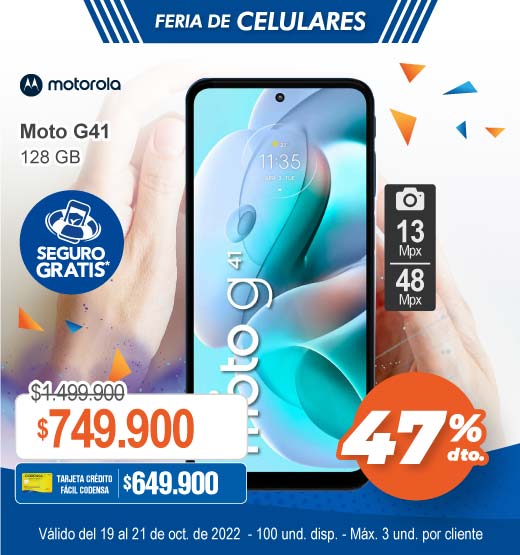 FERIA DE CELULARES
motorola
Moto G41
128 GB
SEGURO
GRATIS*
11:35
moto g 41
13
Mpx
48
Mpx
$1.499.900
$749.900
TARJETA CRÉDITO
FÁCIL CODENSA
$649.900
47%
dto.
Válido del 19 al 21 de oct. de 2022 - 100 und. disp. - Máx. 3 und. por cliente